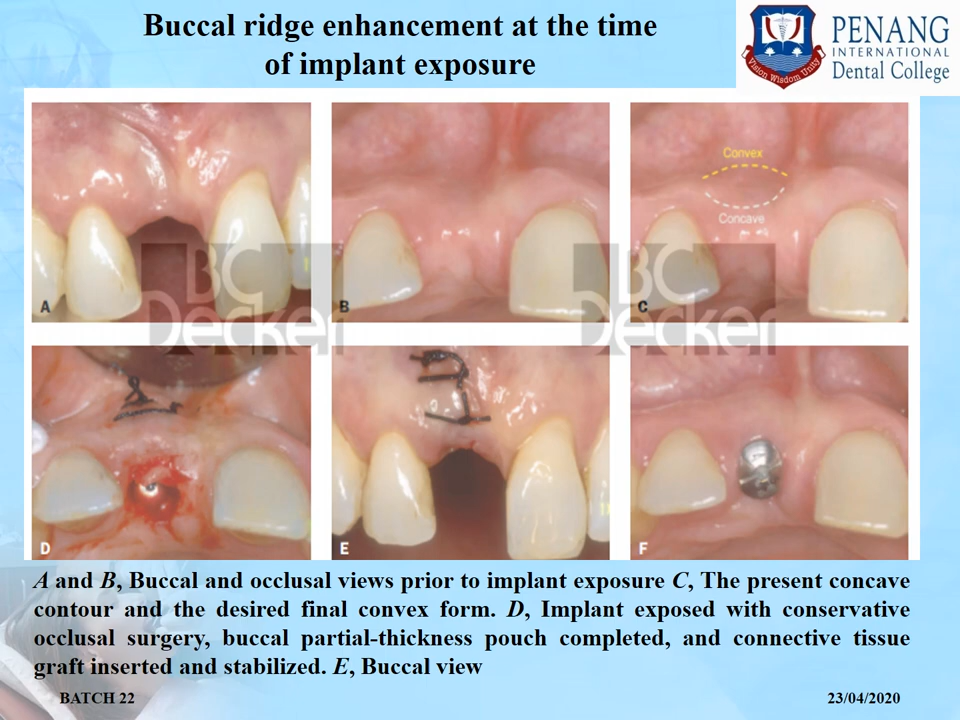 Buccal ridge enhancement at the time
of implant exposure
PENANG
INTERNATIONAL
Dental College
Vision Wisdom Unity
Convex
Concave
A
B
C
BC
Decker
BC
Decker
D
E
F
A and B, Buccal and occlusal views prior to implant exposure C, The present concave
contour and the desired final convex form. D, Implant exposed with conservative
occlusal surgery, buccal partial-thickness pouch completed, and connective tissue
graft inserted and stabilized. E, Buccal view
BATCH 22
23/04/2020